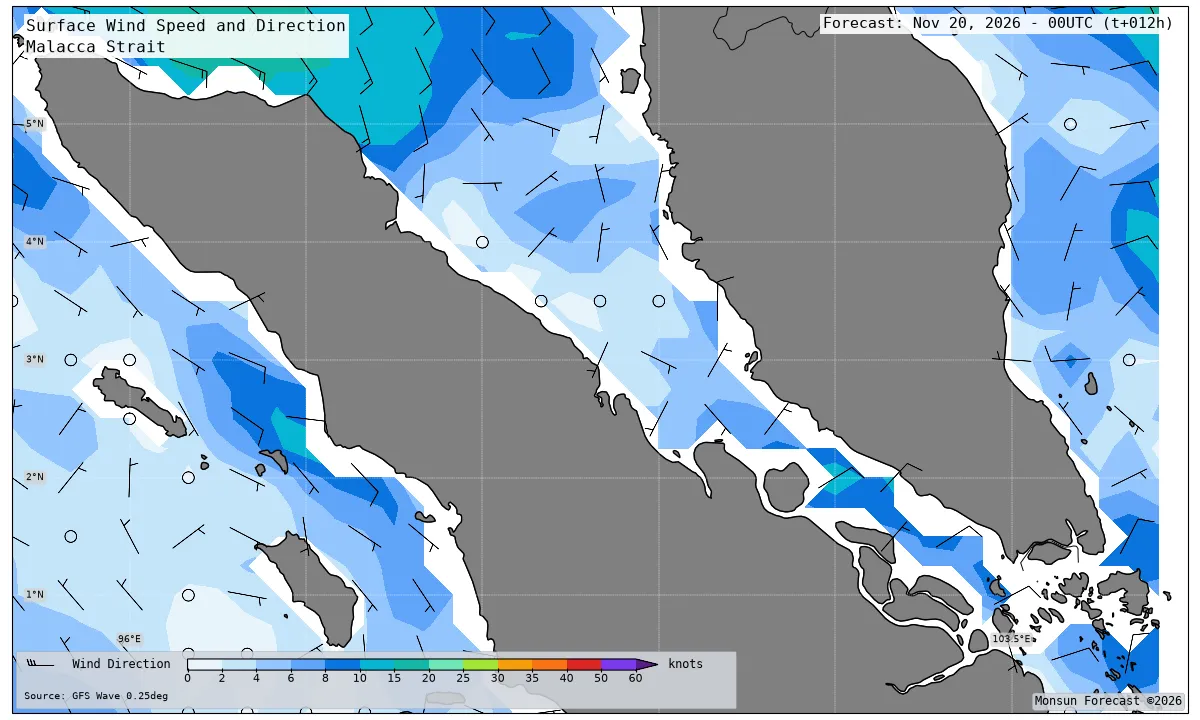 Surface Wind Speed and Direction
Malacca Strait
Forecast: Nov 20, 2026 - 00UTC (t+012h)
5°N
4°N
3°N
2°N
1°N
96°E
103.5°E
Wind Direction
knots
0 2 4 6 8 10 15 20 25 30 35 40 50 60
Source: GFS Wave 0.25deg
Monsun Forecast ©2026